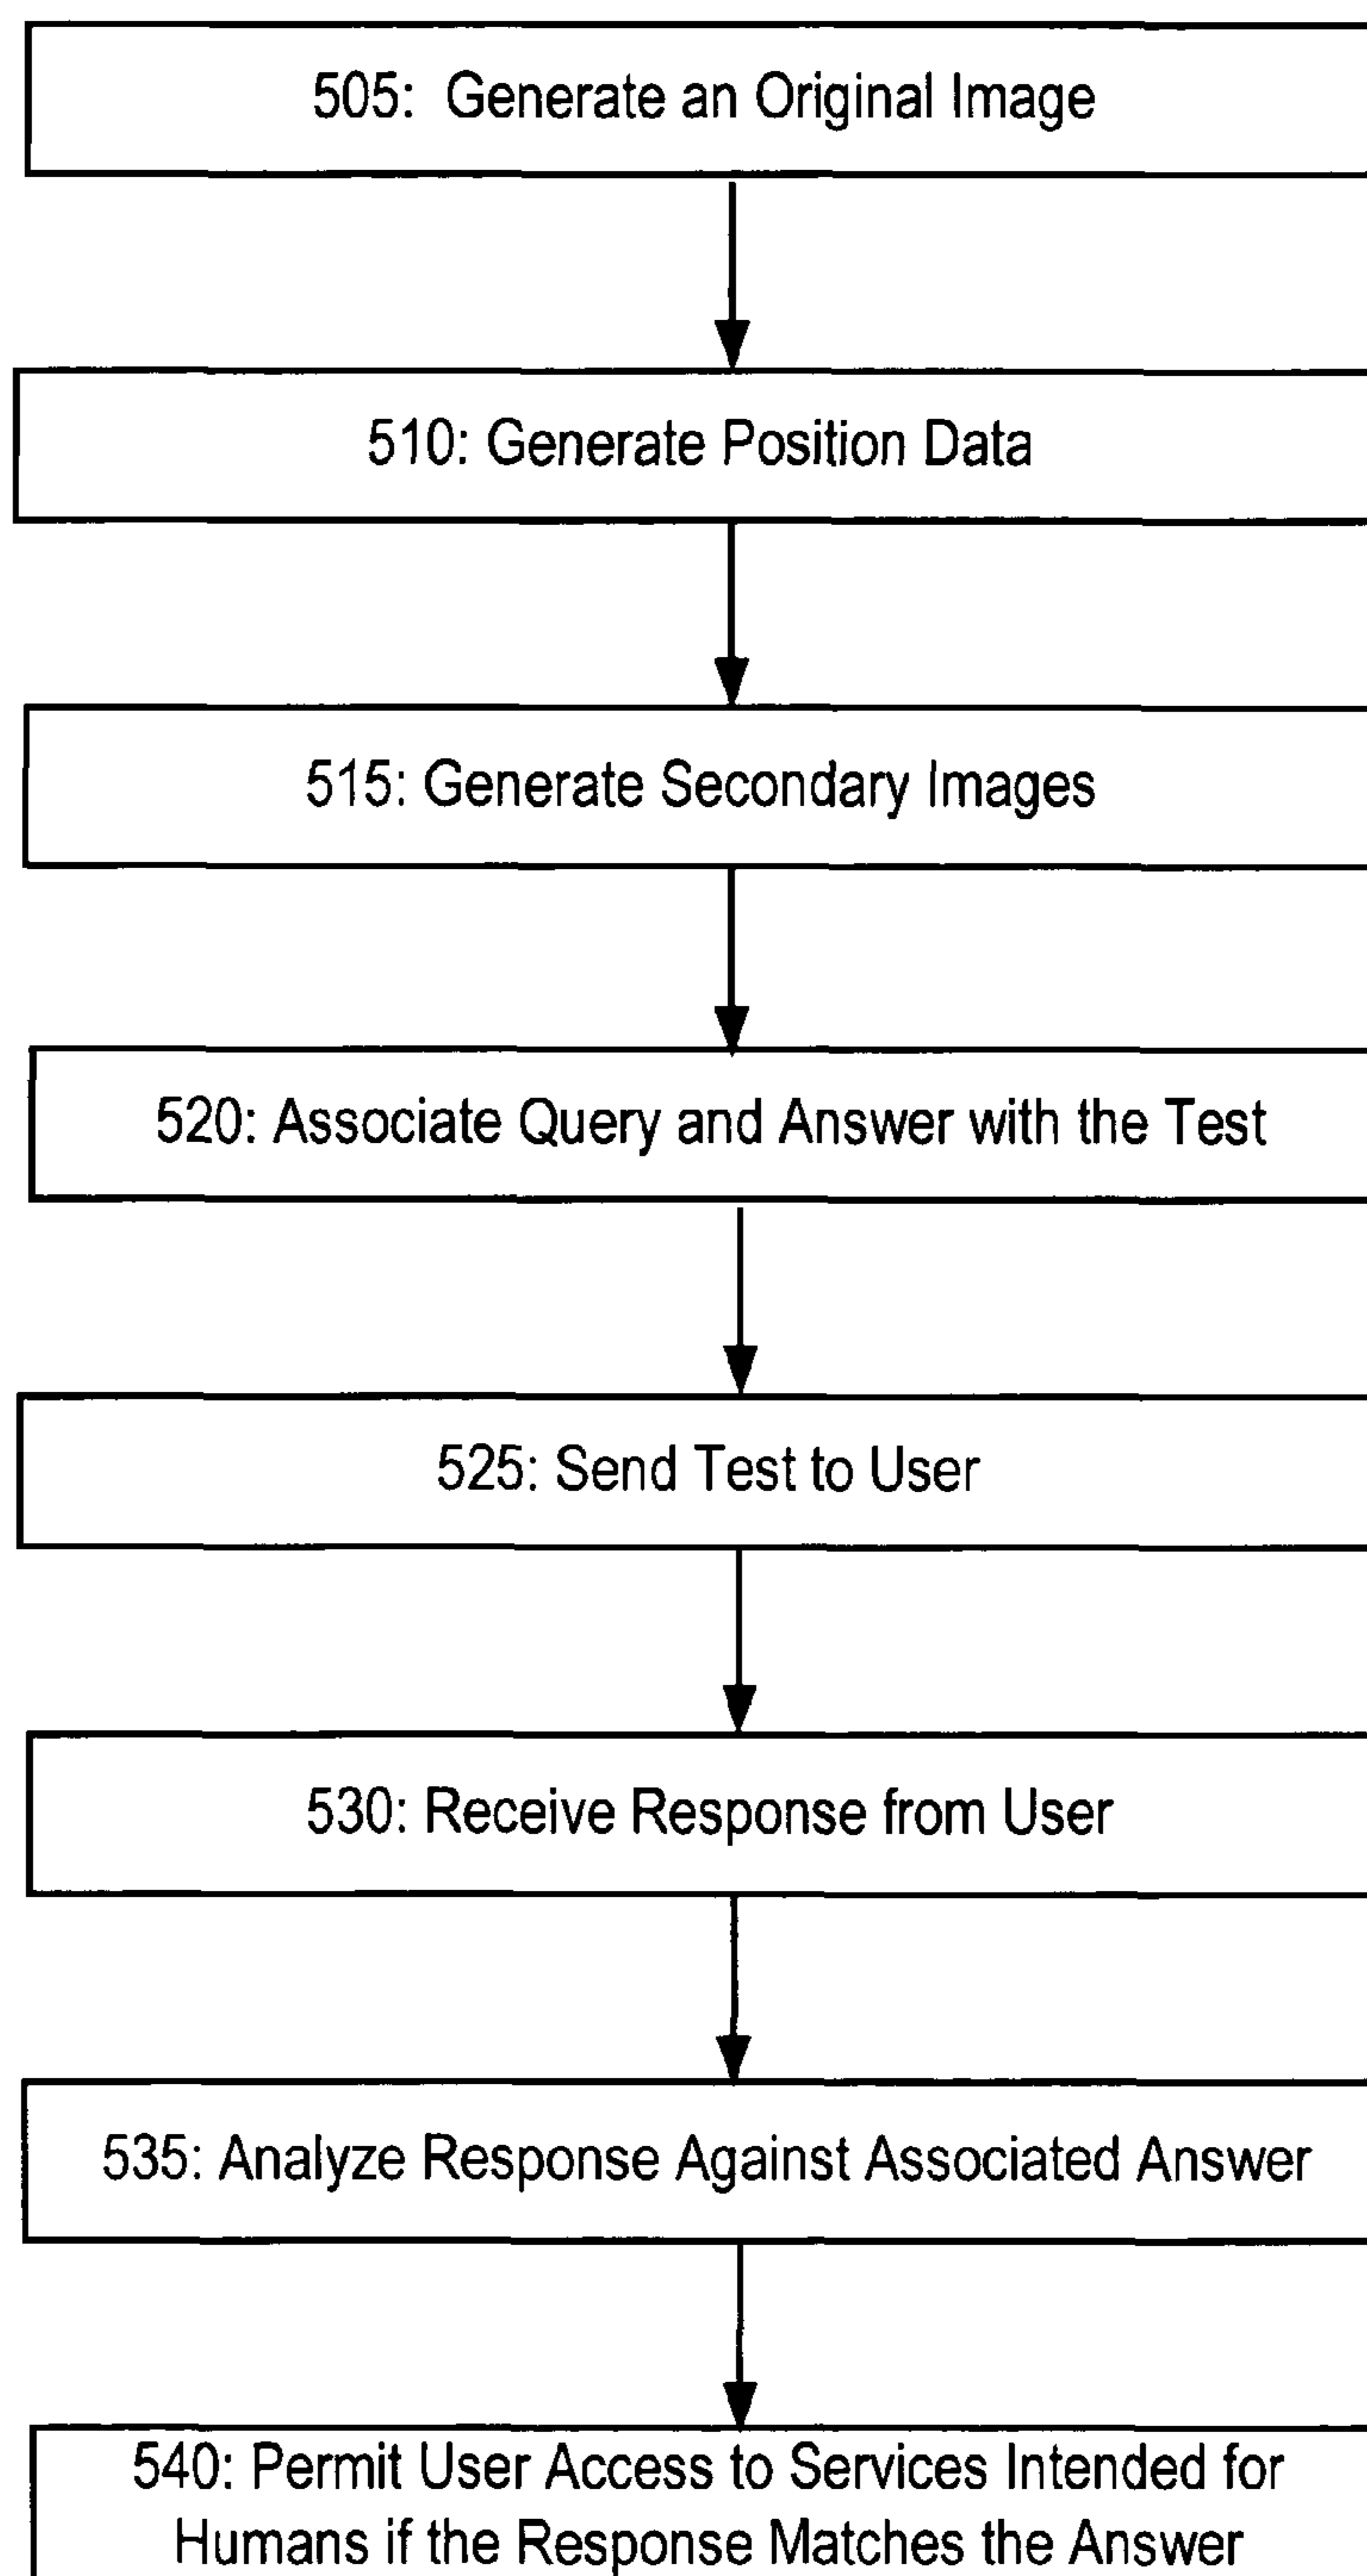 505: Generate an Original Image
510: Generate Position Data
515: Generate Secondary Images
520: Associate Query and Answer with the Test
525: Send Test to User
530: Receive Response from User
535: Analyze Response Against Associated Answer
540: Permit User Access to Services Intended for
Humans if the Response Matches the Answer